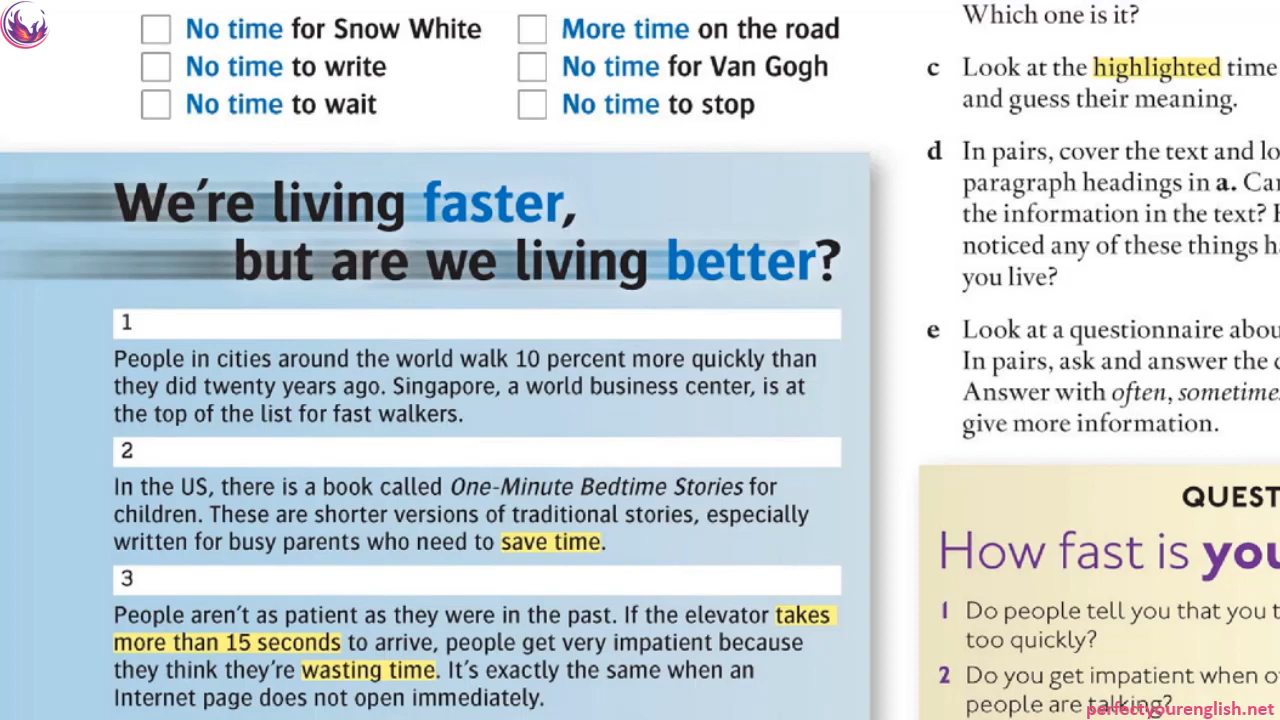 No time for Snow White
No time to write
No time to wait
More time on the road
No time for Van Gogh
No time to stop
We're living faster,
but are we living better?
1
People in cities around the world walk 10 percent more quickly than
they did twenty years ago. Singapore, a world business center, is at
the top of the list for fast walkers.
2
In the US, there is a book called One-Minute Bedtime Stories for
children. These are shorter versions of traditional stories, especially
written for busy parents who need to save time.
3
People aren't as patient as they were in the past. If the elevator takes
more than 15 seconds to arrive, people get very impatient because
they think they're wasting time. It's exactly the same when an
Internet page does not open immediately.
Which one is it?
c Look at the highlighted time
and guess their meaning.
d In pairs, cover the text and lo
paragraph headings in a. Can
the information in the text?
noticed any of these things ha
you live?
e Look at a questionnaire abou
In pairs, ask and answer the
Answer with often, sometimes
give more information.
QUEST
How fast is you
1 Do people tell you that you t
too quickly?
2 Do you get impatient when o
people are talking?
perfectyourenglish.net